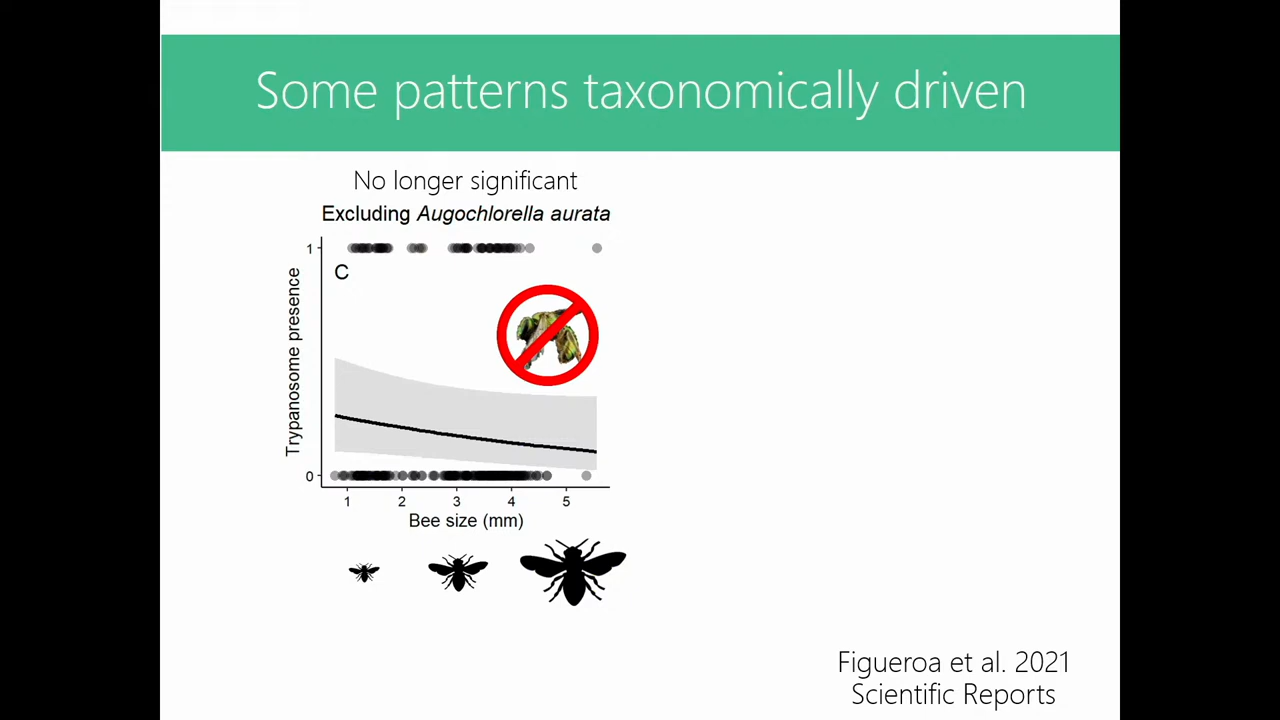 Some patterns taxonomically driven
No longer significant
Excluding Augochlorella aurata
1
C
Trypanosome presence
0
1 2 3 4 5
Bee size (mm)
Figueroa et al. 2021
Scientific Reports